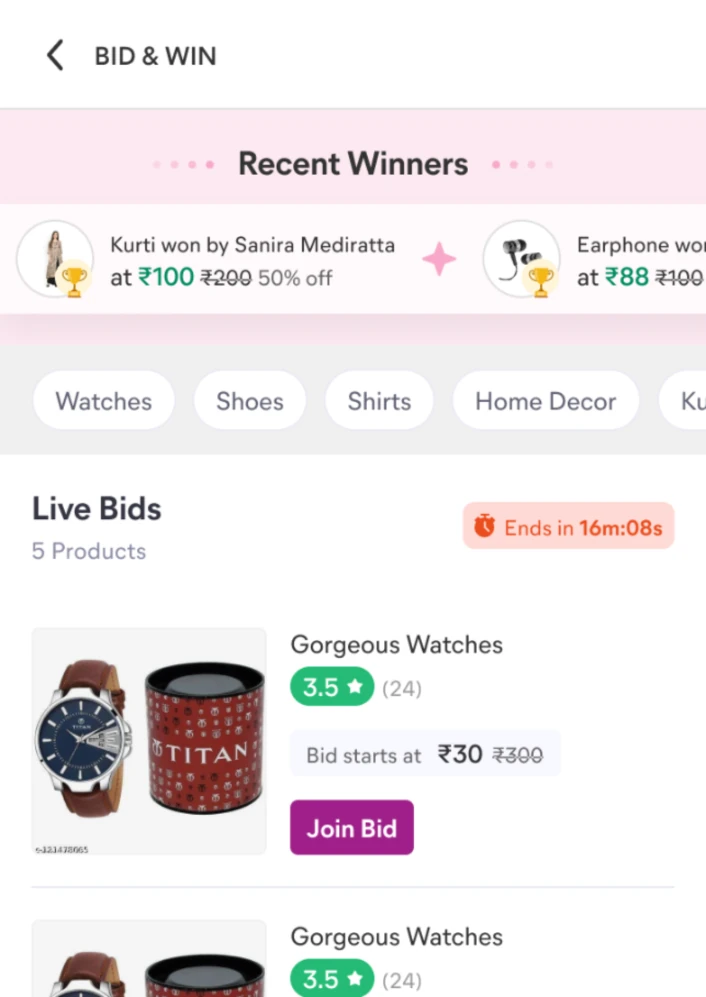 BID & WIN
Recent Winners
Kurti won by Sanira Mediratta
at ₹100 ₹200 50% off
Earphone wo
at ₹88 ₹100
Watches
Shoes
Shirts
Home Decor
Ku
Live Bids
5 Products
Ends in 16m:08s
Gorgeous Watches
3.5 ★ (24)
Bid starts at ₹30 ₹300
Join Bid
TITAN
TITAN
s-121478065
Gorgeous Watches
3.5 ★ (24)